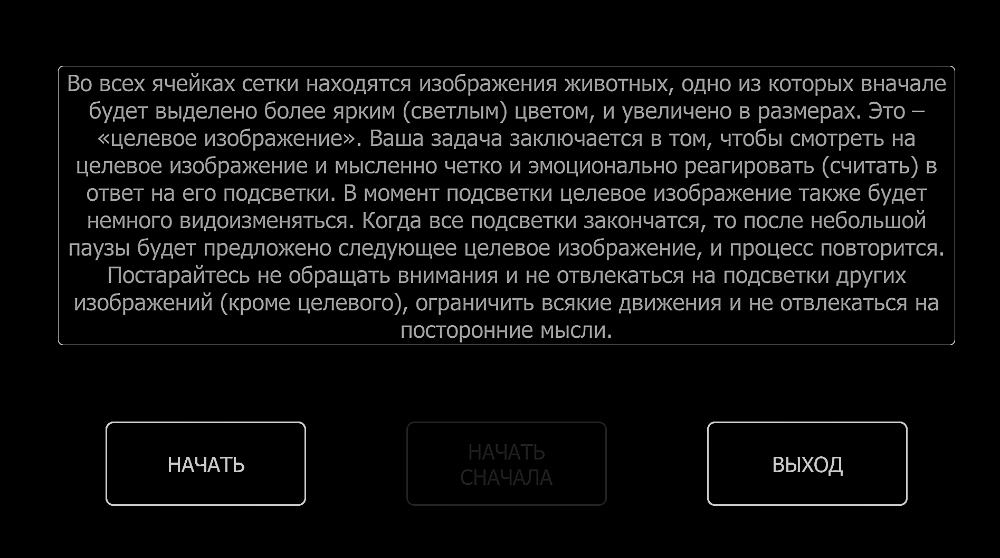 Во всех ячейках сетки находятся изображения животных, одно из которых вначале
будет выделено более ярким (светлым) цветом, и увеличено в размерах. Это –
«целевое изображение». Ваша задача заключается в том, чтобы смотреть на
целевое изображение и мысленно четко и эмоционально реагировать (считать) в
ответ на его подсветки. В момент подсветки целевое изображение также будет
немного видоизменяться. Когда все подсветки закончатся, то после небольшой
паузы будет предложено следующее целевое изображение, и процесс повторится.
Постарайтесь не обращать внимания и не отвлекаться на подсветки других
изображений (кроме целевого), ограничить всякие движения и не отвлекаться на
посторонние мысли.
НАЧАТЬ
НАЧАТЬ
СНАЧАЛА
ВЫХОД